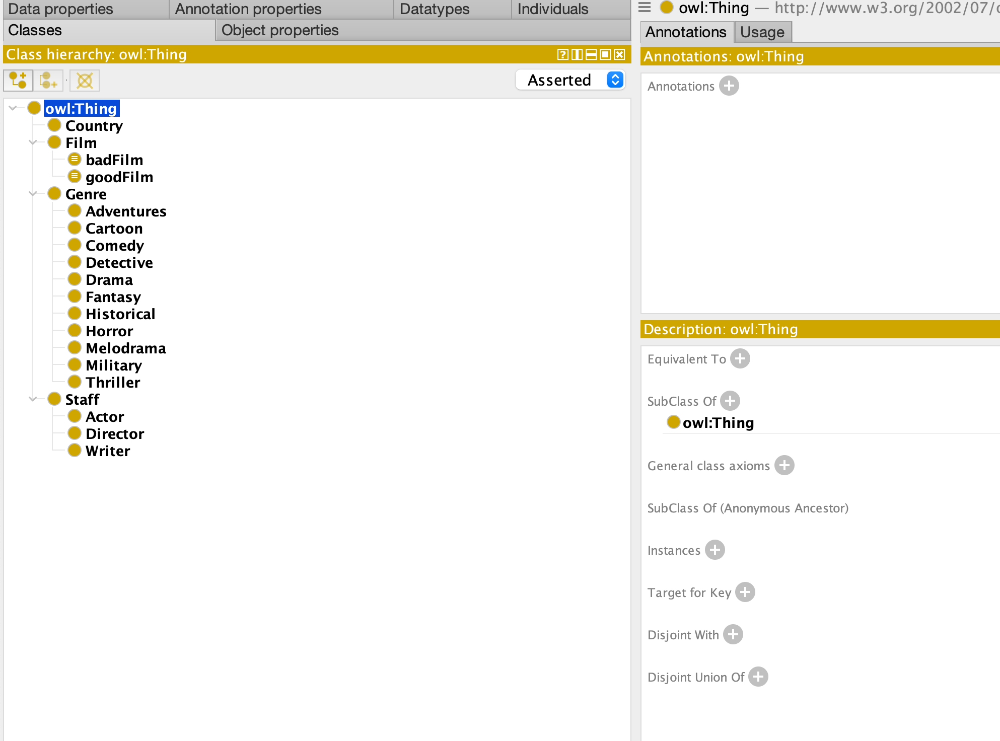 Data properties Annotation properties Datatypes Individuals
Classes Object properties
Class hierarchy: owl:Thing
Asserted
owl:Thing
Country
Film
badFilm
goodFilm
Genre
Adventures
Cartoon
Comedy
Detective
Drama
Fantasy
Historical
Horror
Melodrama
Military
Thriller
Staff
Actor
Director
Writer
owl:Thing — http://www.w3.org/2002/07/
Annotations Usage
Annotations: owl:Thing
Annotations
Description: owl:Thing
Equivalent To
SubClass Of
owl:Thing
General class axioms
SubClass Of (Anonymous Ancestor)
Instances
Target for Key
Disjoint With
Disjoint Union Of